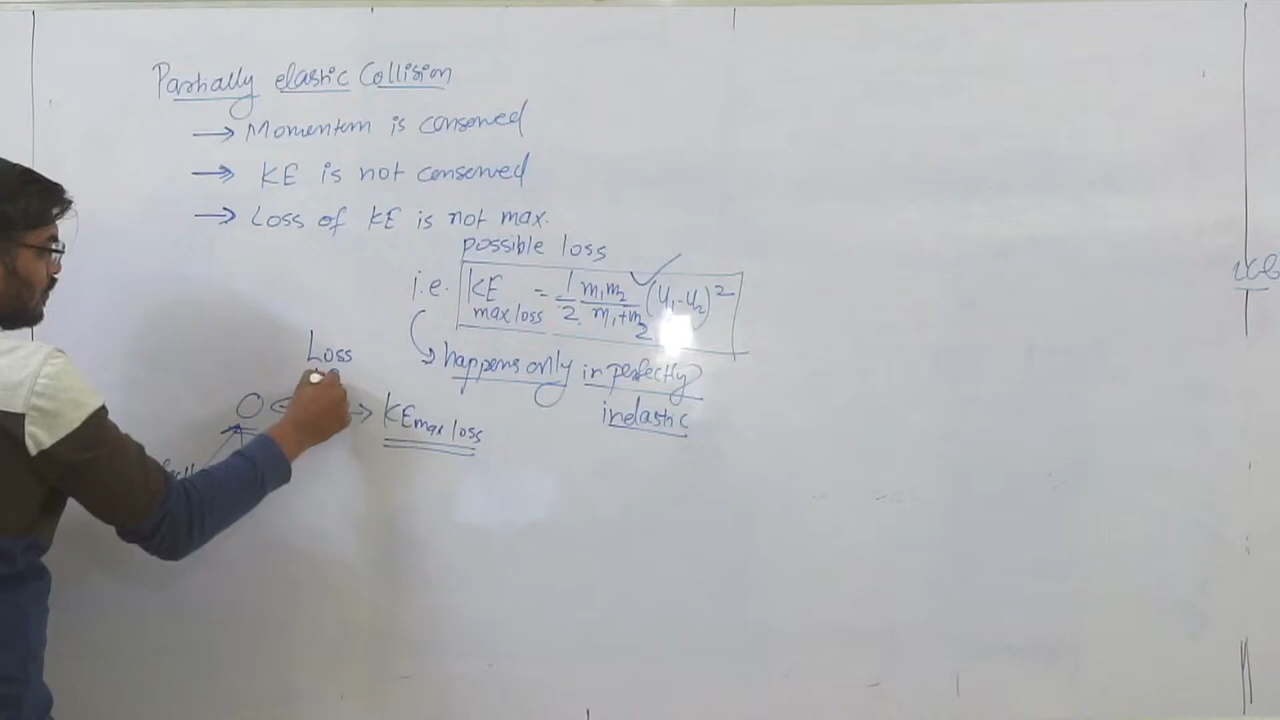 Partially elastic Collision
→ Momentum is conserved
→ KE is not conserved
→ Loss of KE is not max.
possible loss
i.e. KE max loss = 1/2 m₁m₂/m₁+m₂ (u₁-u₂)²
happens only in perfectly
inelastic
Loss
0 KE max loss